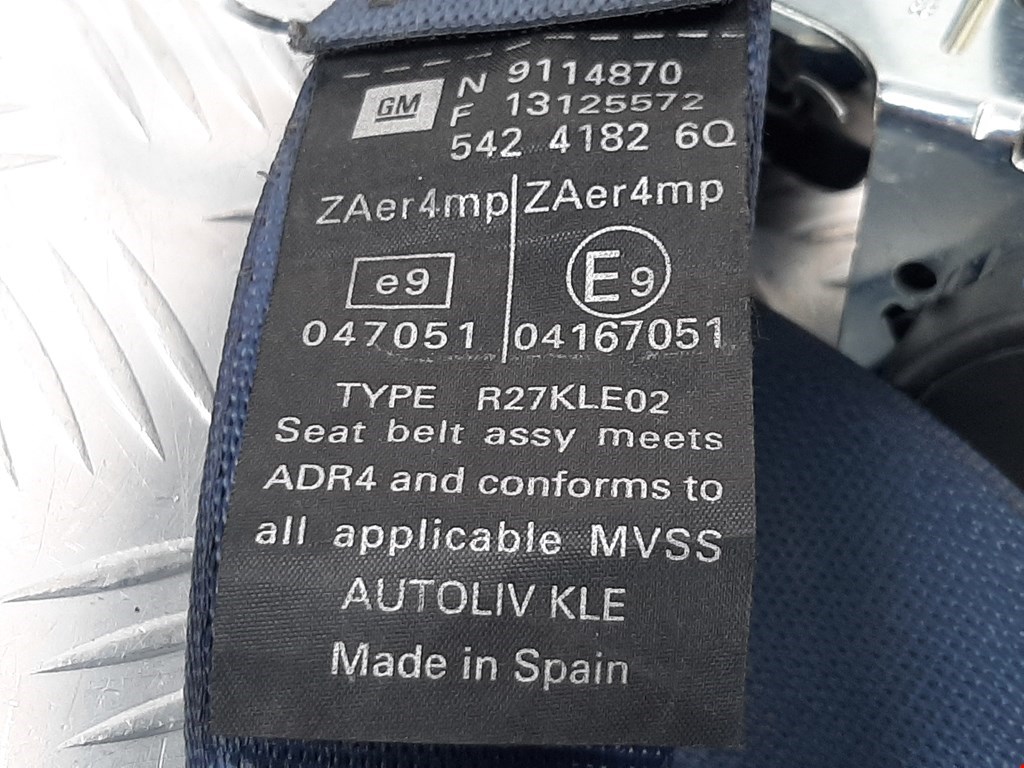 GM N 9114870
F 13125572
542 4182 6Q
ZAer4mp ZAer4mp
e9 E9
047051 04167051
TYPE R27KLE02
Seat belt assy meets
ADR4 and conforms to
all applicable MVSS
AUTOLIV KLE
Made in Spain